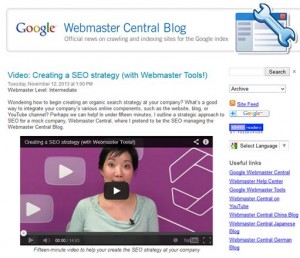 Google Webmaster Central Blog
Official news on crawling and indexing sites for the Google index
Video: Creating a SEO strategy (with Webmaster Tools!)
Tuesday, November 12, 2013 at 1:00 PM
Webmaster Level: Intermediate
Wondering how to begin creating an organic search strategy at your company? What's a good
way to integrate your company's various online components, such as the website, blog, or
YouTube channel? Perhaps we can help! In under fifteen minutes, I outline a strategic approach to
SEO for a mock company, Webmaster Central, where I pretend to be the SEO managing the
Webmaster Central Blog.
Creating a SEO strategy (with Webmaster Tools!)
Fifteen-minute video to help your create the SEO strategy at your company
Search
Archive
Site Feed
Google
readers
Select Language
Useful links
Google Webmaster Central
Webmaster Help Center
Google Webmaster Tools
Webmaster Central on
YouTube
Webmaster Central China Blog
Webmaster Central Japanese
Blog
Webmaster Central German
Blog